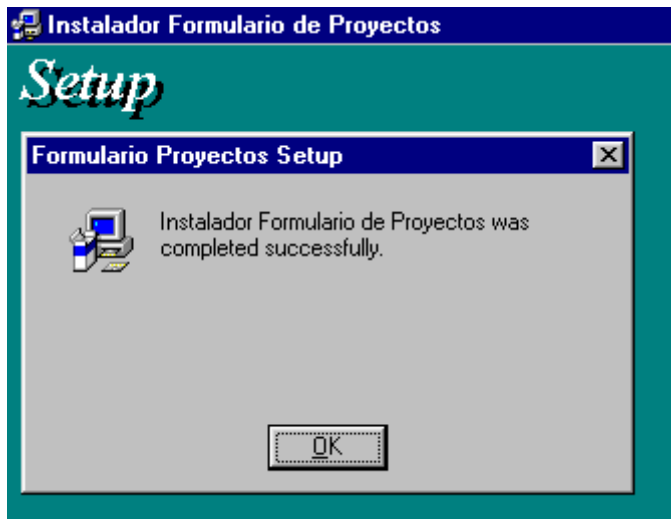 Instalador Formulario de Proyectos
Setup
Formulario Proyectos Setup
Instalador Formulario de Proyectos was
completed successfully.
OK